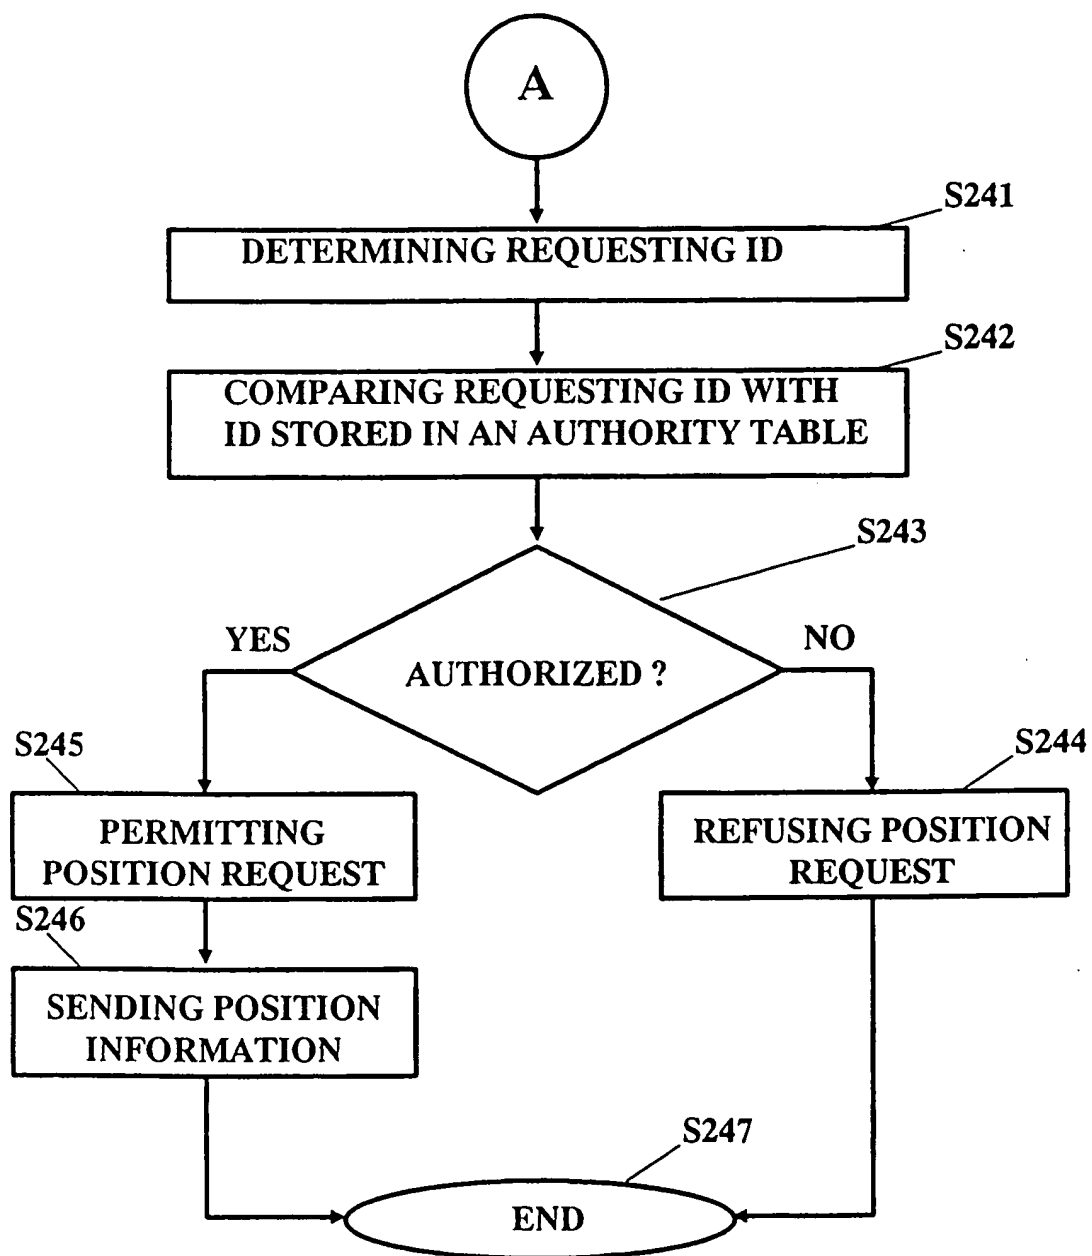 A
S241
DETERMINING REQUESTING ID
S242
COMPARING REQUESTING ID WITH
ID STORED IN AN AUTHORITY TABLE
S243
YES
NO
AUTHORIZED ?
S245
S244
PERMITTING
POSITION REQUEST
REFUSING POSITION
REQUEST
S246
SENDING POSITION
INFORMATION
S247
END